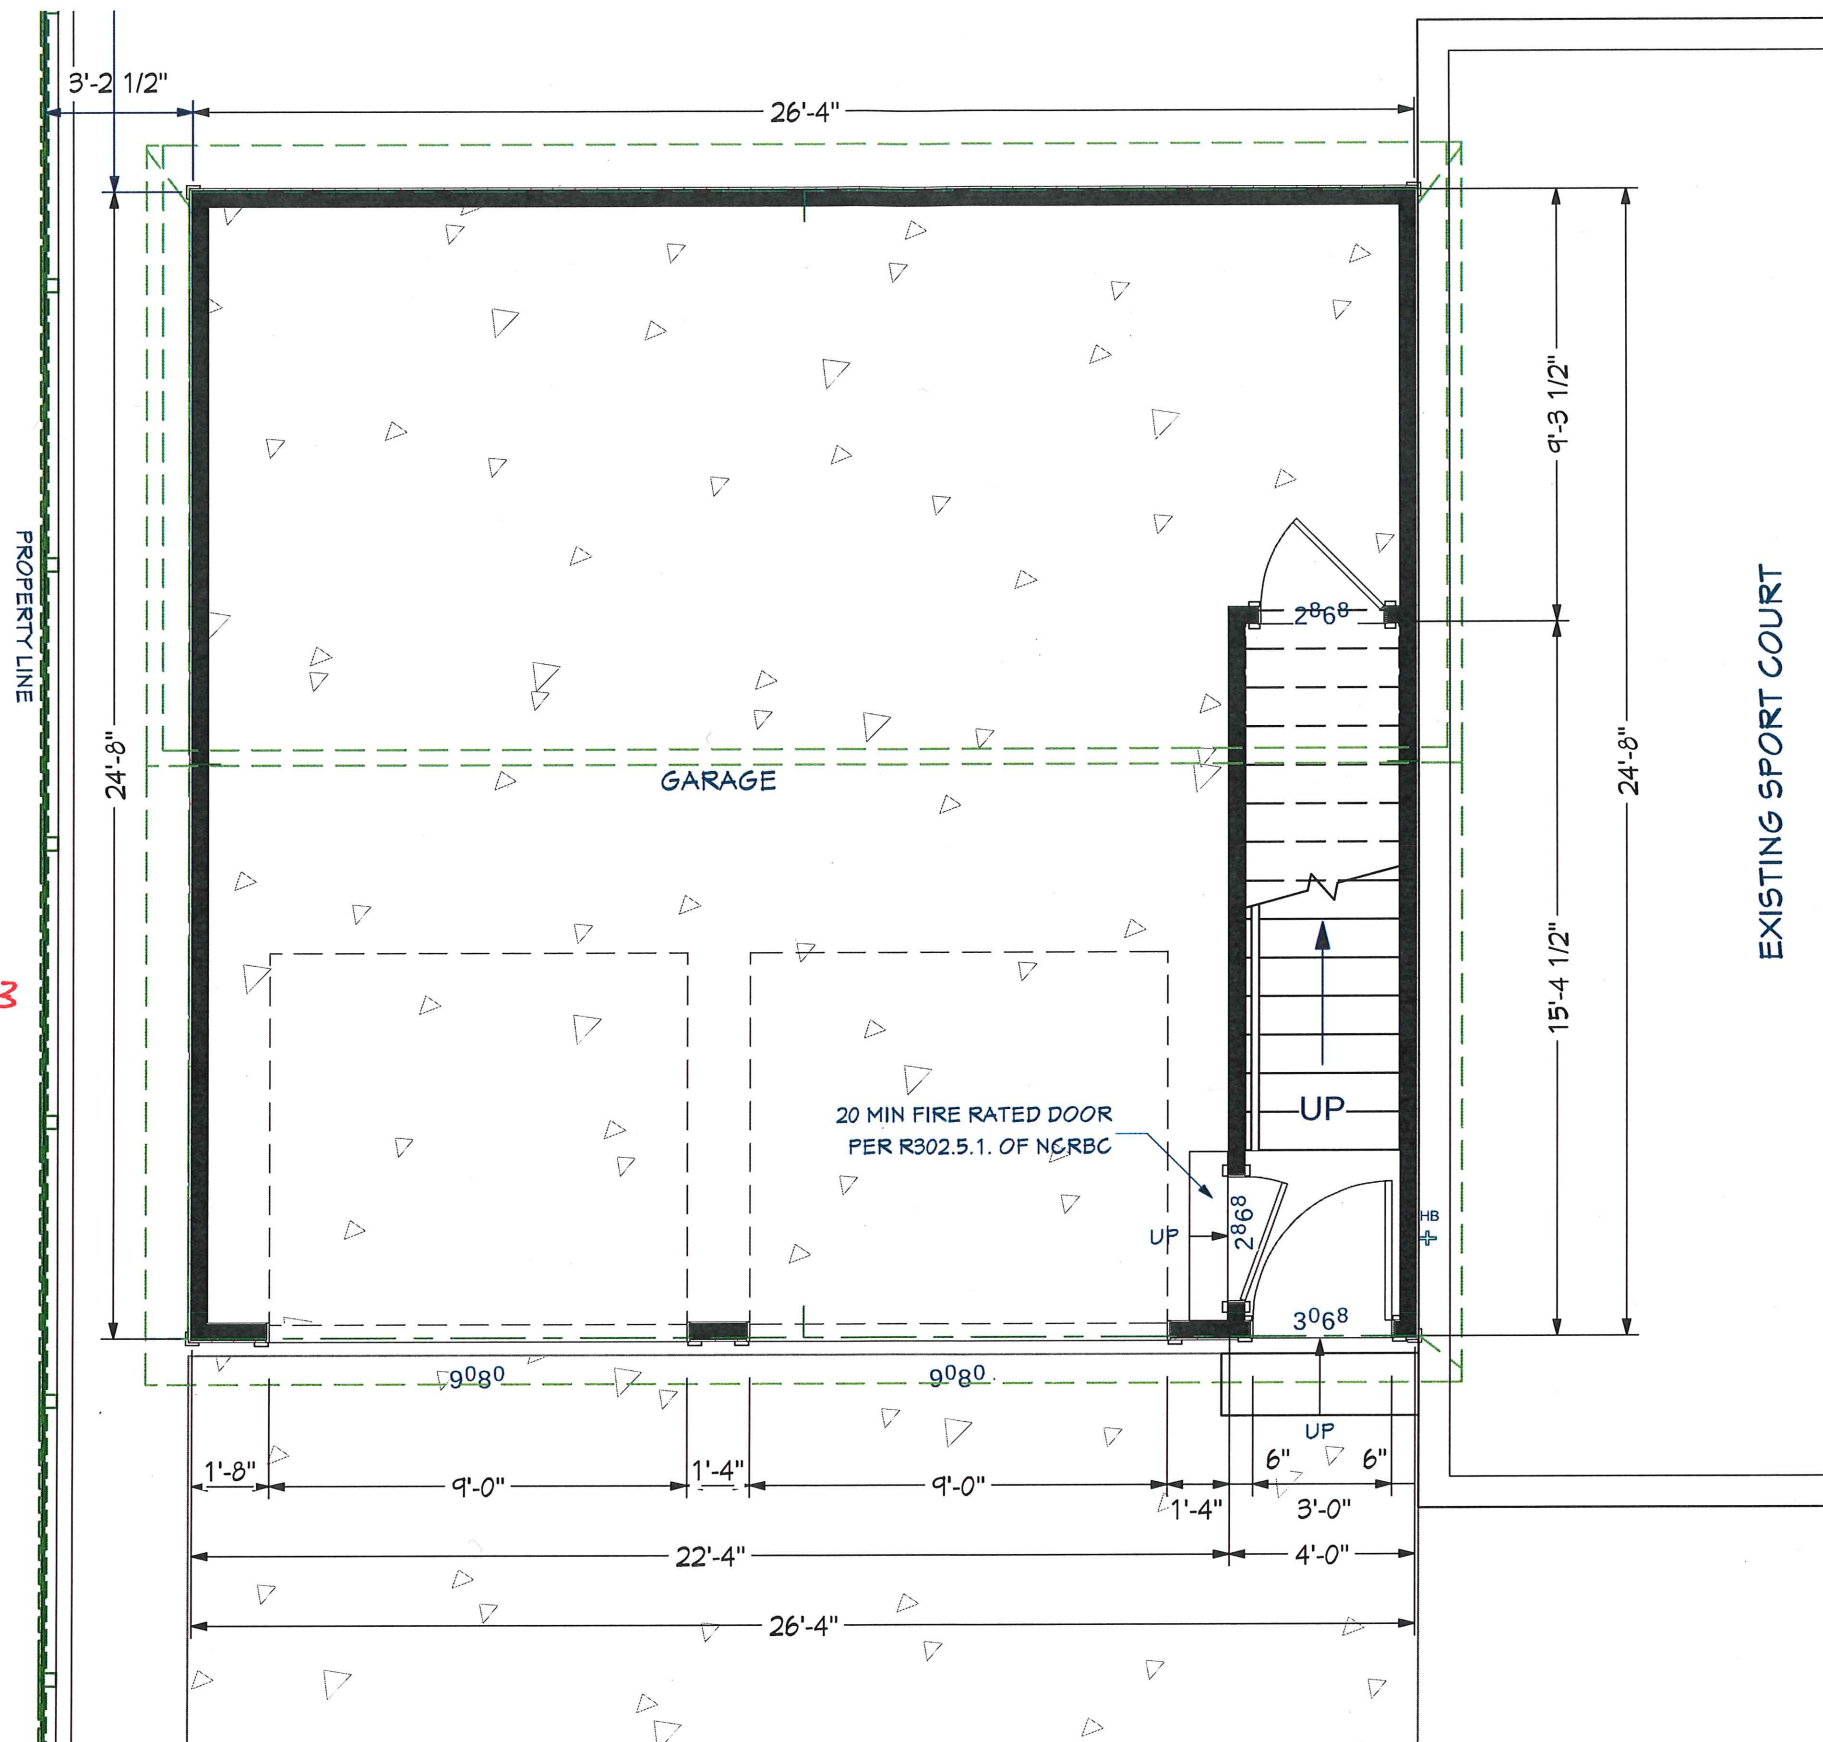 3'-2 1/2"
26'-4"
9'-3 1/2"
2868
PROPERTY LINE
24'-8"
GARAGE
24'-8"
EXISTING SPORT COURT
15'-4 1/2"
3
20 MIN FIRE RATED DOOR
PER R302.5.1. OF NCRBC
UP
UP
2868
HB
3068
9080
9080
UP
1'-8"
9'-0"
1'-4"
9'-0"
1'-4"
6"
3'-0"
6"
22'-4"
4'-0"
26'-4"